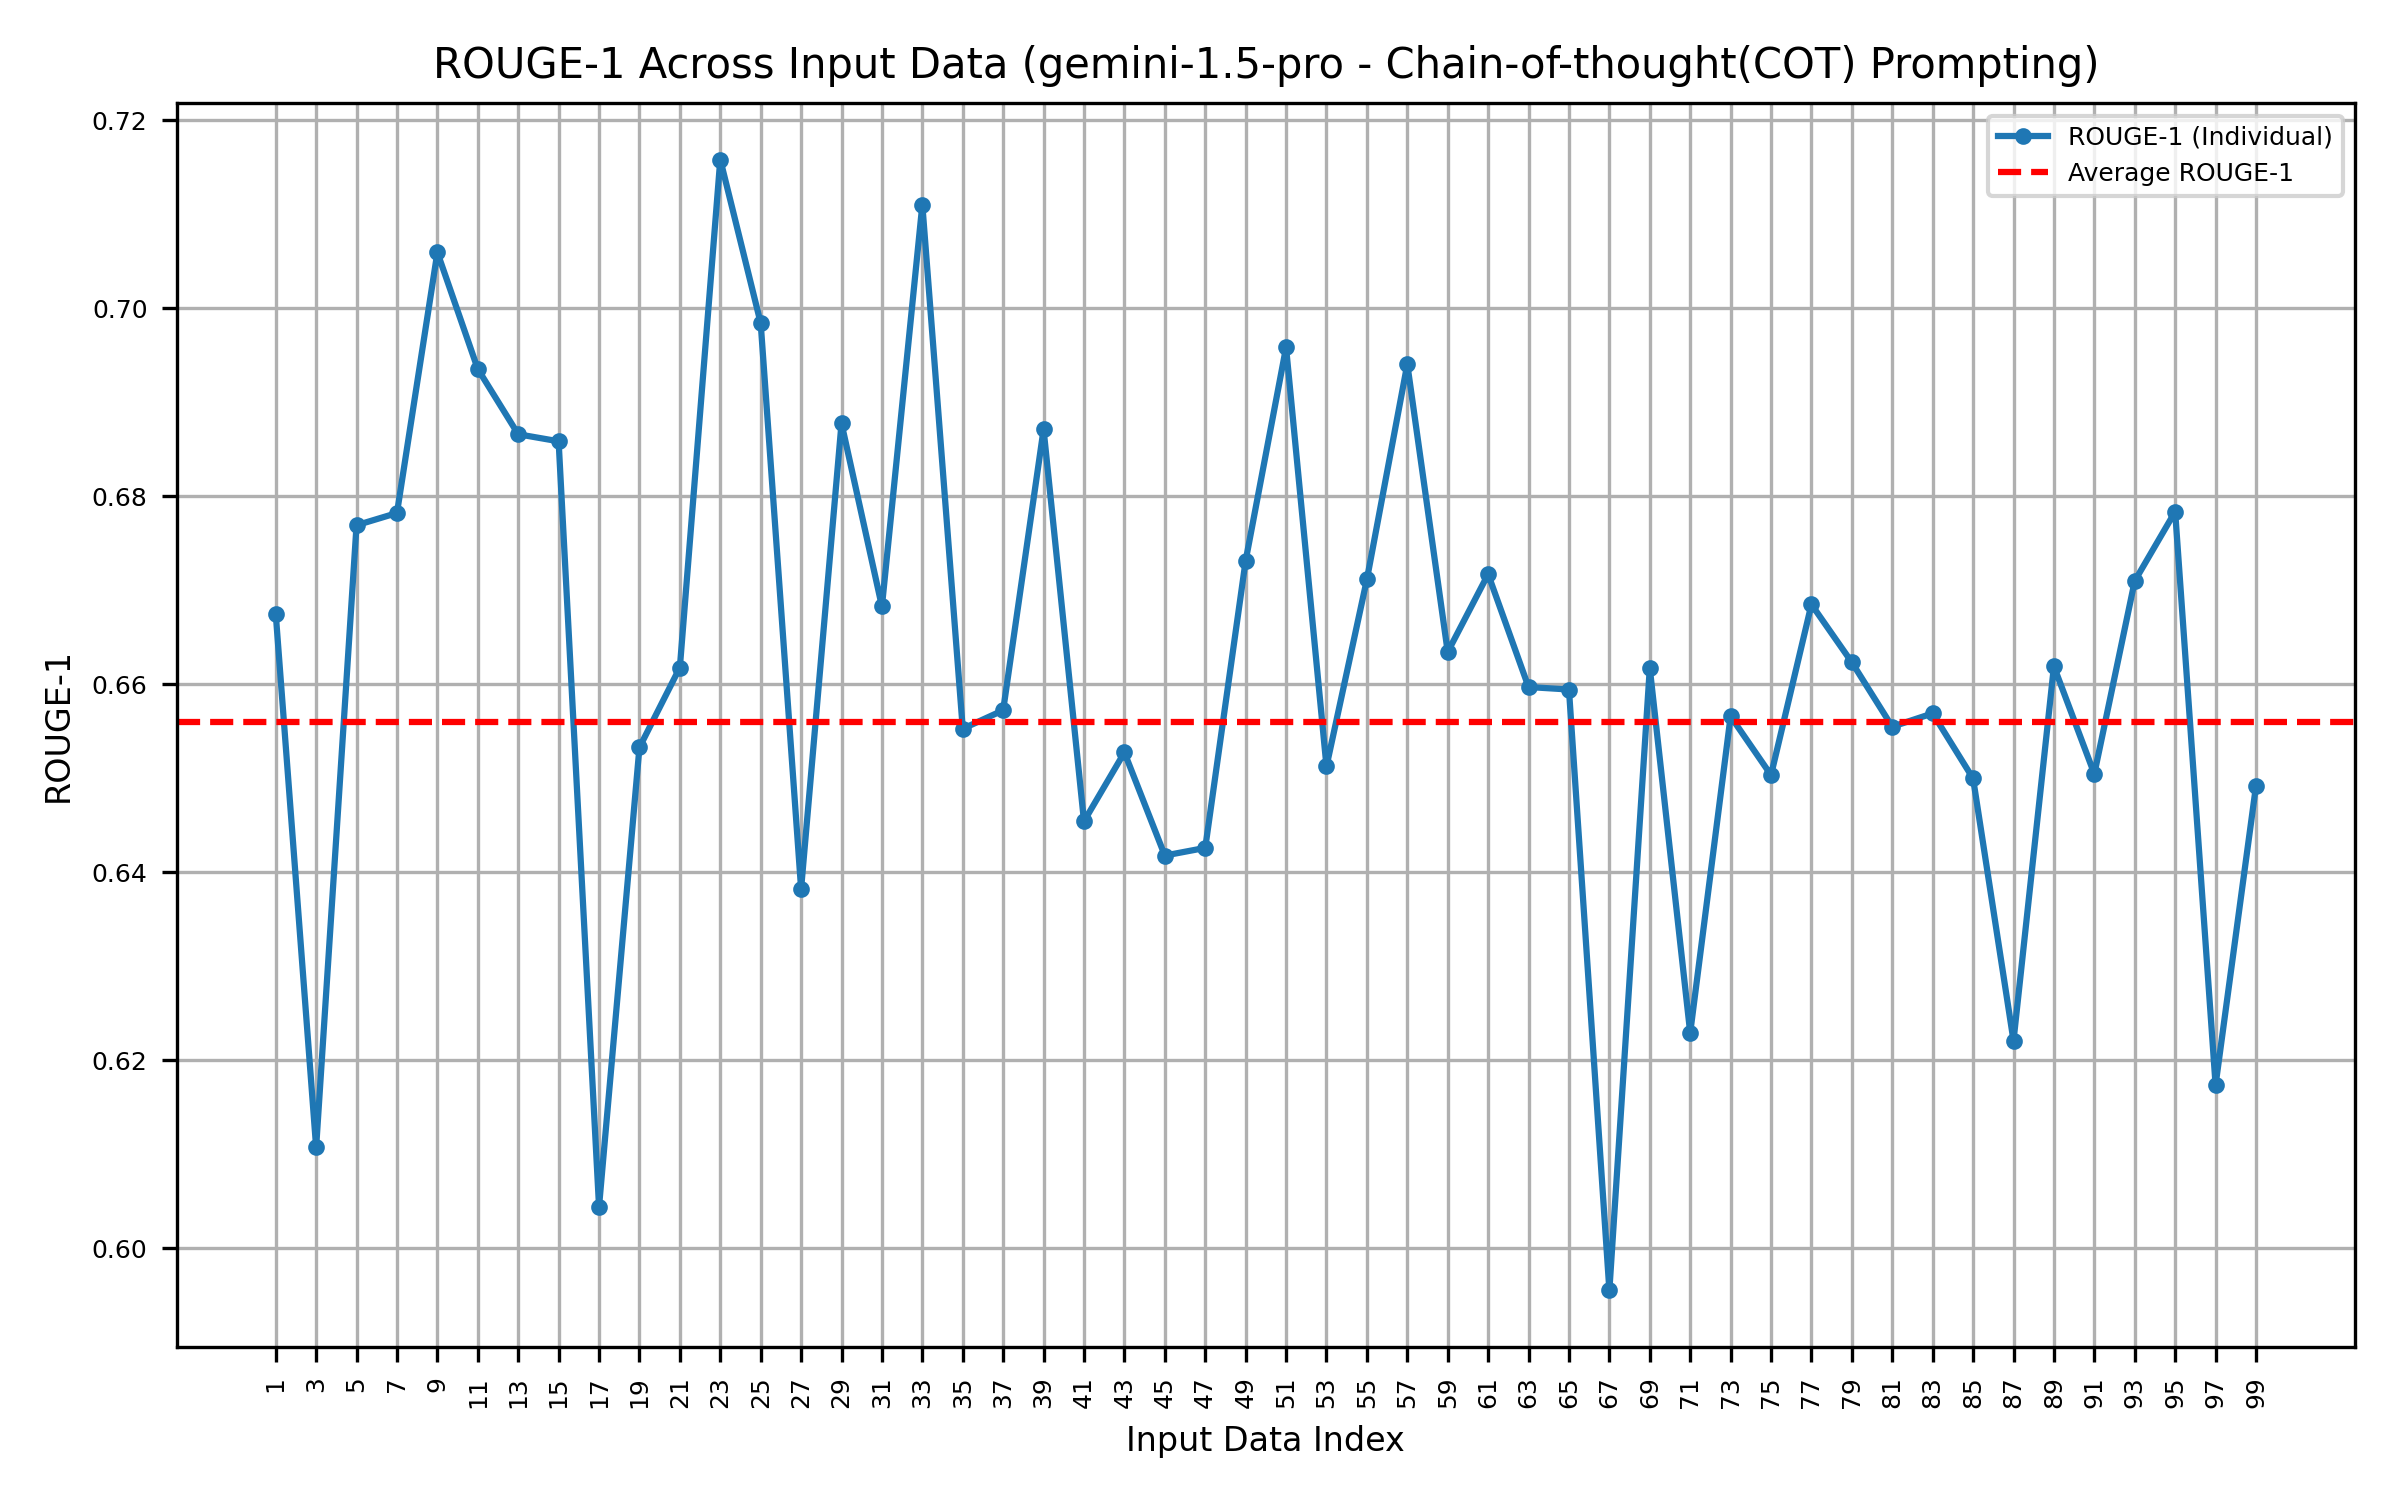 ROUGE-1 Across Input Data (gemini-1.5-pro - Chain-of-thought(COT) Prompting)
ROUGE-1 (Individual)
Average ROUGE-1
ROUGE-1
0.72
0.70
0.68
0.66
0.64
0.62
0.60
1 3 5 7 9 11 13 15 17 19 21 23 25 27 29 31 33 35 37 39 41 43 45 47 49 51 53 55 57 59 61 63 65 67 69 71 73 75 77 79 81 83 85 87 89 91 93 95 97 99
Input Data Index